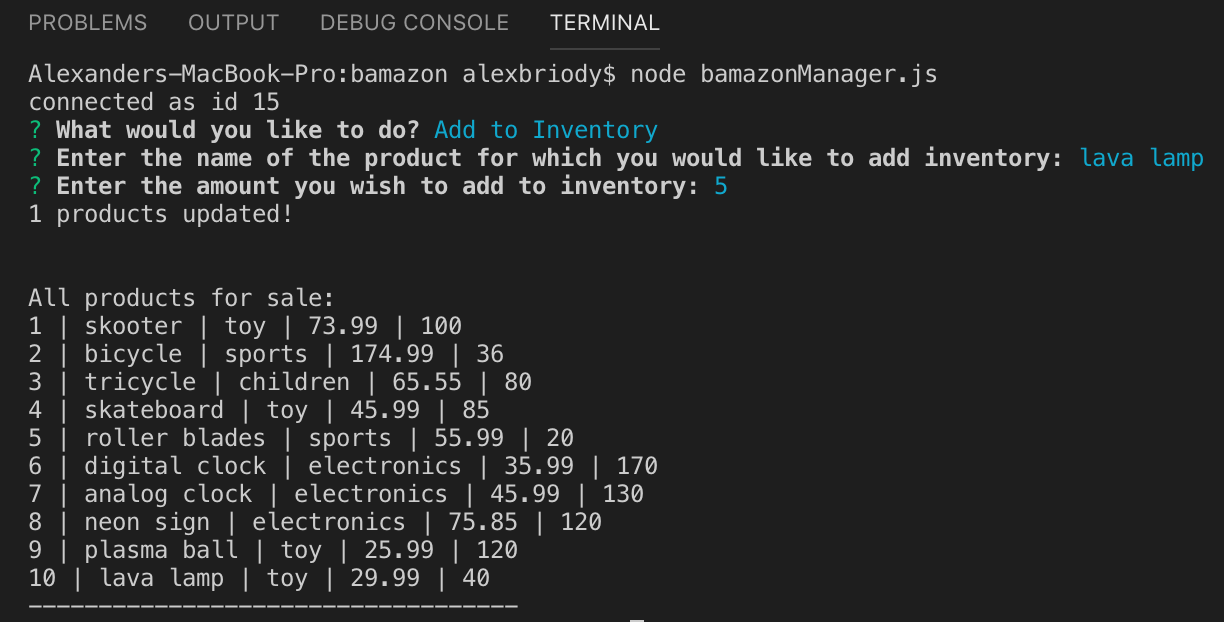 PROBLEMS OUTPUT DEBUG CONSOLE TERMINAL
Alexanders-MacBook-Pro:bamazon alexbriody$ node bamazonManager.js
connected as id 15
? What would you like to do? Add to Inventory
? Enter the name of the product for which you would like to add inventory: lava lamp
? Enter the amount you wish to add to inventory: 5
1 products updated!
All products for sale:
1 | skooter | toy | 73.99 | 100
2 | bicycle | sports | 174.99 | 36
3 | tricycle | children | 65.55 | 80
4 | skateboard | toy | 45.99 | 85
5 | roller blades | sports | 55.99 | 20
6 | digital clock | electronics | 35.99 | 170
7 | analog clock | electronics | 45.99 | 130
8 | neon sign | electronics | 75.85 | 120
9 | plasma ball | toy | 25.99 | 120
10 | lava lamp | toy | 29.99 | 40
-----------------------------------